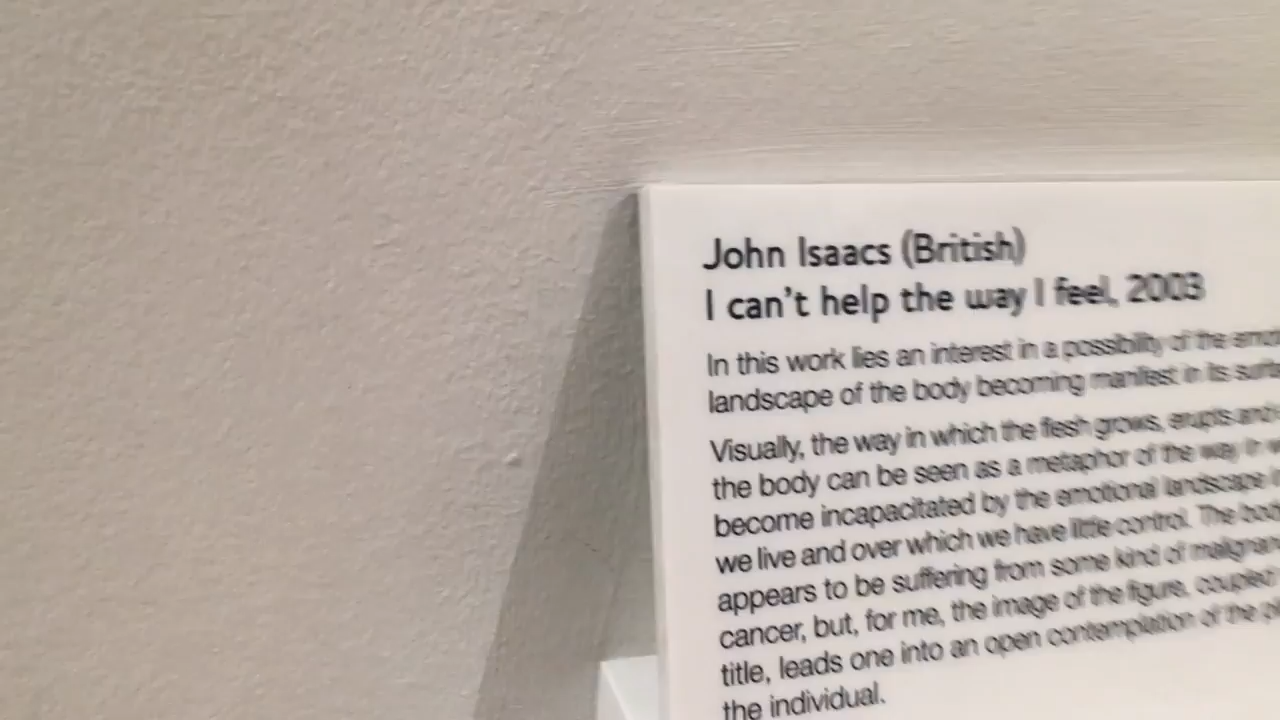 John Isaacs (British)
I can't help the way I feel, 2003
In this work lies an interest in a possibility of the
landscape of the body becoming manifest in its
Visually, the way in which the flesh grows, erupts and
the body can be seen as a metaphor of the way in
become incapacitated by the emotional landscape
we live and over which we have little control. The
appears to be suffering from some kind of
cancer, but, for me, the image of the figure, coupled
title, leads one into an open contemplation of the
the individual.